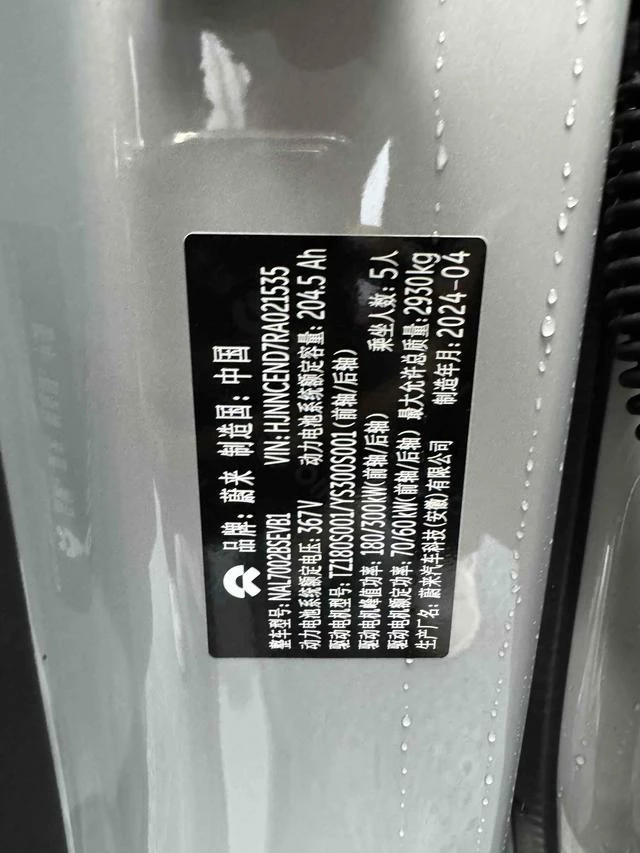 品牌: 蔚来 制造国: 中国
整车型号: NAL7002BSEVB1 VIN: HJNNCEND7RA021535
动力电池系统额定电压: 367V 动力电池系统额定容量: 204.5 Ah
驱动电机型号: TZ180S001/YS300S001(前轴/后轴)
驱动电机峰值功率: 180/300kW(前轴/后轴) 乘坐人数: 5人
驱动电机额定功率: 70/60kW(前轴/后轴) 最大允许总质量: 2930kg
生产厂名: 蔚来汽车科技(安徽)有限公司 制造年月: 2024-04